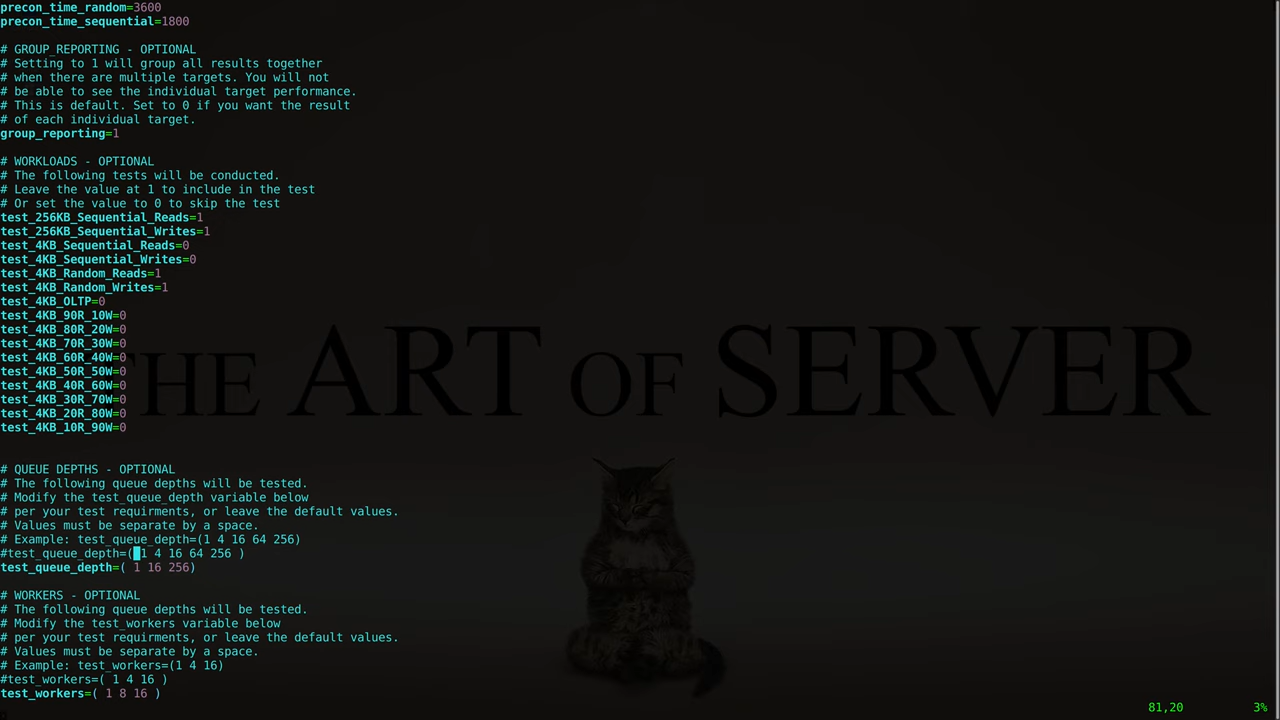 precon_time_random=3600
precon_time_sequential=1800
# GROUP_REPORTING - OPTIONAL
# Setting to 1 will group all results together
# when there are multiple targets. You will not
# be able to see the individual target performance.
# This is default. Set to 0 if you want the result
# of each individual target.
group_reporting=1
# WORKLOADS - OPTIONAL
# The following tests will be conducted.
# Leave the value at 1 to include in the test
# Or set the value to 0 to skip the test
test_256KB_Sequential_Reads=1
test_256KB_Sequential_Writes=1
test_4KB_Sequential_Reads=0
test_4KB_Sequential_Writes=0
test_4KB_Random_Reads=1
test_4KB_Random_Writes=1
test_4KB_OLTP=0
test_4KB_90R_10W=0
test_4KB_80R_20W=0
test_4KB_70R_30W=0
test_4KB_60R_40W=0
test_4KB_50R_50W=0
test_4KB_40R_60W=0
test_4KB_30R_70W=0
test_4KB_20R_80W=0
test_4KB_10R_90W=0
THE ART OF SERVER
# QUEUE DEPTHS - OPTIONAL
# The following queue depths will be tested.
# Modify the test_queue_depth variable below
# per your test requirments, or leave the default values.
# Values must be separate by a space.
# Example: test_queue_depth=(1 4 16 64 256)
#test_queue_depth=( 1 4 16 64 256 )
test_queue_depth=( 1 16 256)
# WORKERS - OPTIONAL
# The following queue depths will be tested.
# Modify the test_workers variable below
# per your test requirments, or leave the default values.
# Values must be separate by a space.
# Example: test_workers=(1 4 16)
#test_workers=( 1 4 16 )
test_workers=( 1 8 16 )
81,20 3%